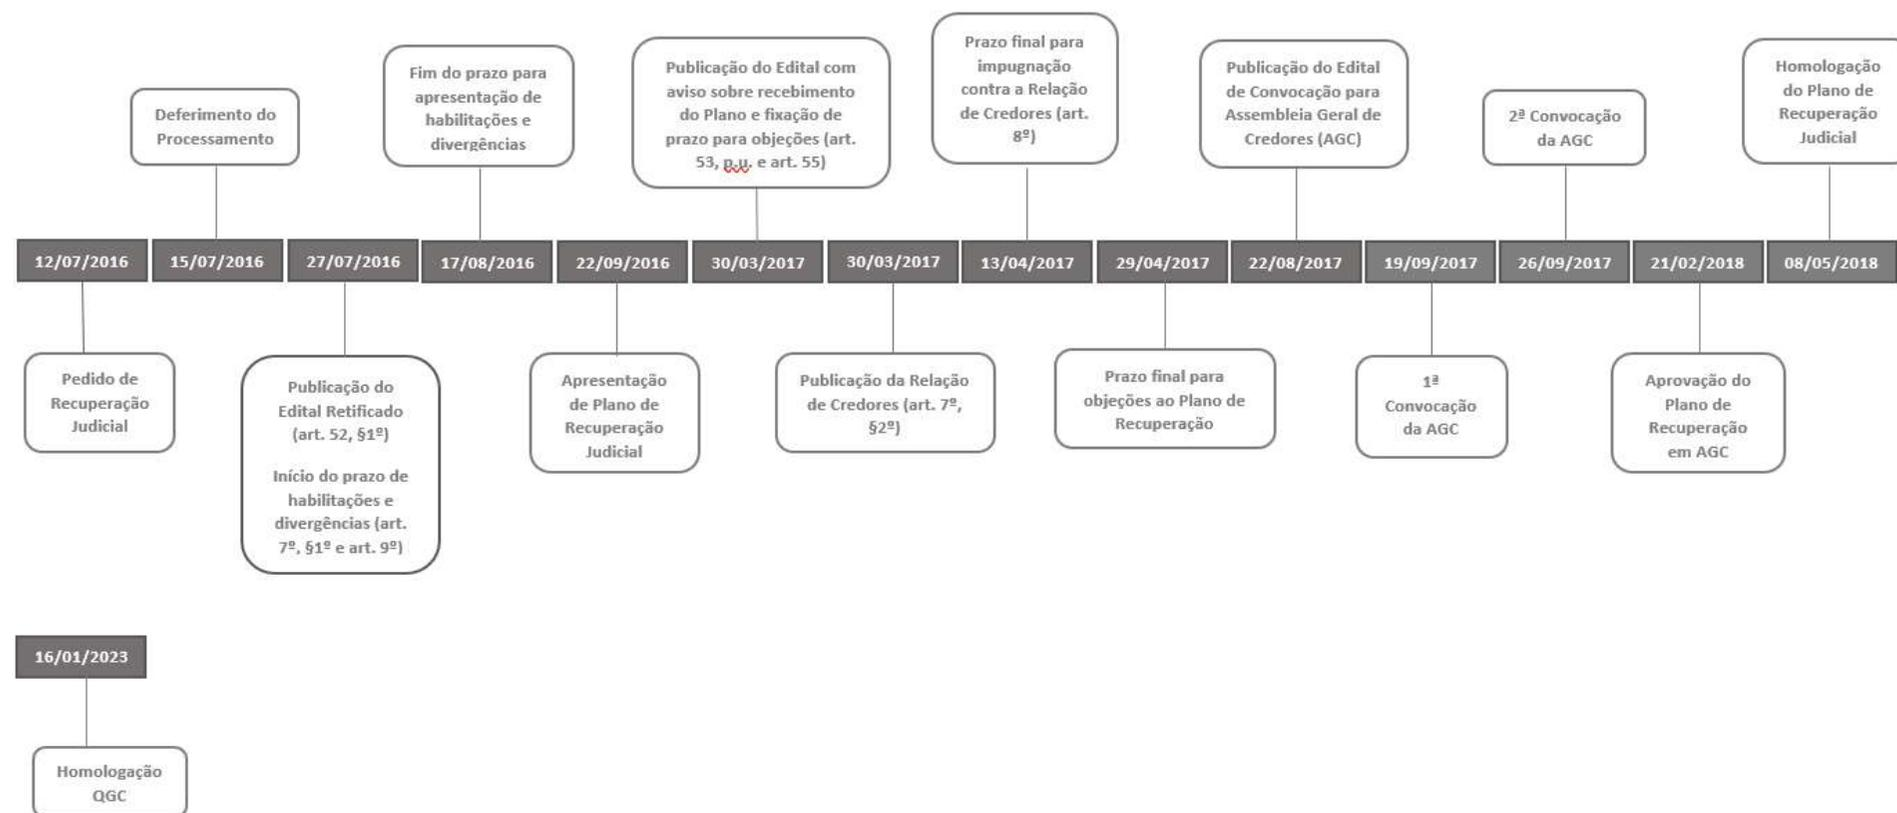 Deferimento do
Processamento
Fim do prazo para
apresentação de
habilitações e
divergências
Publicação do Edital com
aviso sobre recebimento
do Plano e fixação de
prazo para objeções (art.
53, p.u. e art. 55)
Prazo final para
impugnação
contra a Relação
de Credores (art.
8º)
Publicação do Edital
de Convocação para
Assembleia Geral de
Credores (AGC)
2ª Convocação
da AGC
Homologação
do Plano de
Recuperação
Judicial
12/07/2016
15/07/2016
27/07/2016
17/08/2016
22/09/2016
30/03/2017
30/03/2017
13/04/2017
29/04/2017
22/08/2017
19/09/2017
26/09/2017
21/02/2018
08/05/2018
Pedido de
Recuperação
Judicial
Publicação do
Edital Retificado
(art. 52, §1º)
Início do prazo de
habilitações e
divergências (art.
7º, §1º e art. 9º)
Apresentação
de Plano de
Recuperação
Judicial
Publicação da Relação
de Credores (art. 7º,
§2º)
Prazo final para
objeções ao Plano de
Recuperação
1ª
Convocação
da AGC
Aprovação do
Plano de
Recuperação
em AGC
16/01/2023
Homologação
QGC